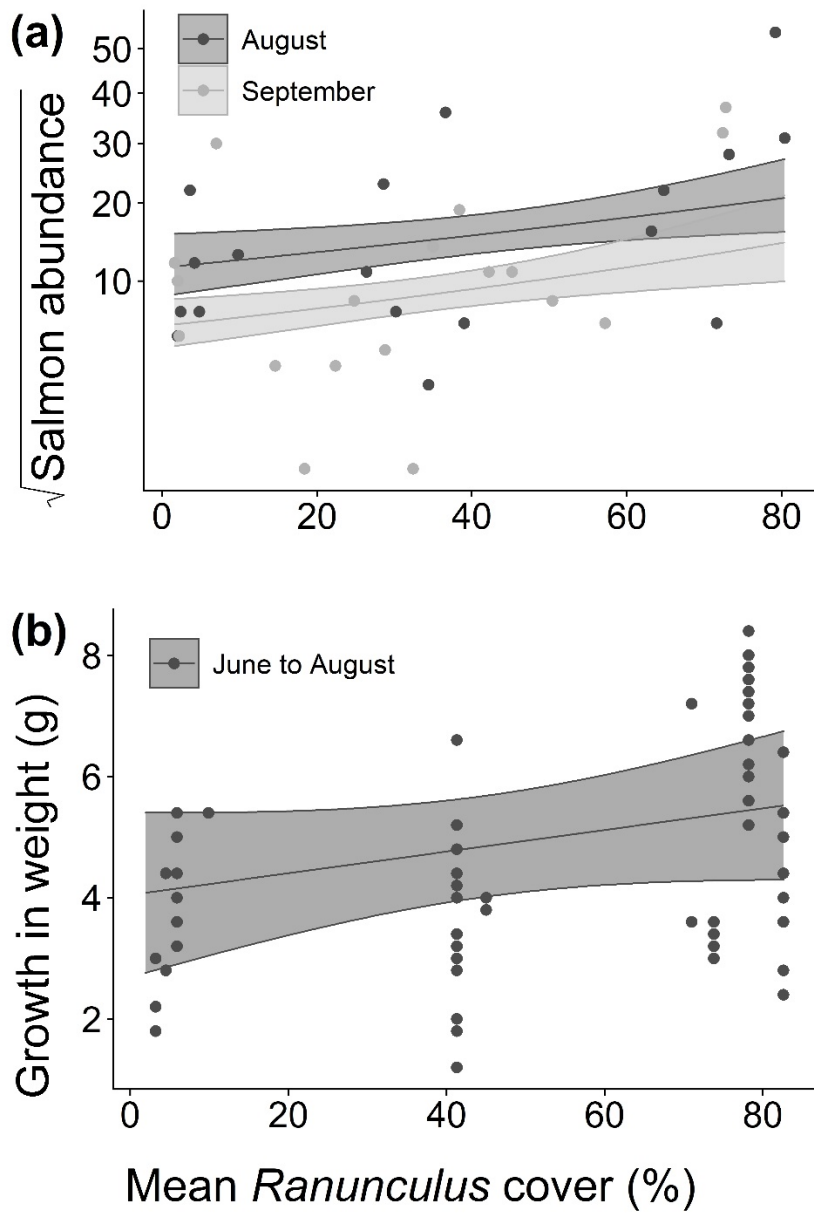 (a)
August
September
50
40
30
20
10
√Salmon abundance
0 20 40 60 80
(b)
June to August
8
6
4
2
Growth in weight (g)
0 20 40 60 80
Mean Ranunculus cover (%)